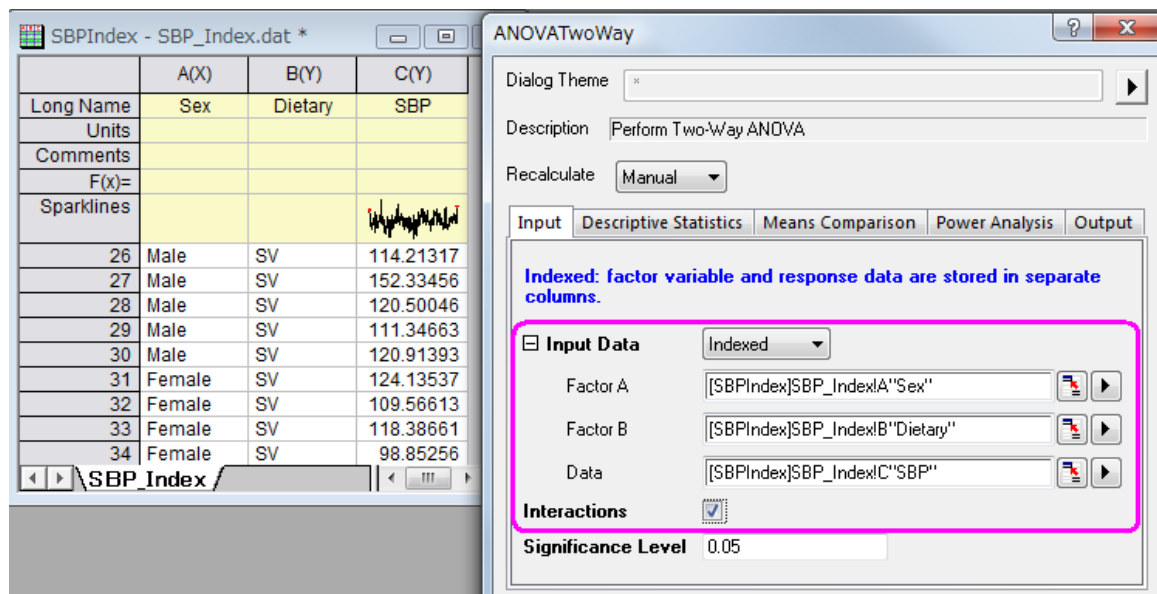 SBPIndex - SBP_Index.dat *
A(X) B(Y) C(Y)
Long Name Sex Dietary SBP
Units
Comments
F(x)=
Sparklines
26 Male SV 114.21317
27 Male SV 152.33456
28 Male SV 120.50046
29 Male SV 111.34663
30 Male SV 120.91393
31 Female SV 124.13537
32 Female SV 109.56613
33 Female SV 118.38661
34 Female SV 98.85256
SBP_Index
ANOVATwoWay
Dialog Theme *
Description Perform Two-Way ANOVA
Recalculate Manual
Input Descriptive Statistics Means Comparison Power Analysis Output
Indexed: factor variable and response data are stored in separate
columns.
Input Data Indexed
Factor A [SBPIndex]SBP_Index!A"Sex"
Factor B [SBPIndex]SBP_Index!B"Dietary"
Data [SBPIndex]SBP_Index!C"SBP"
Interactions
Significance Level 0.05